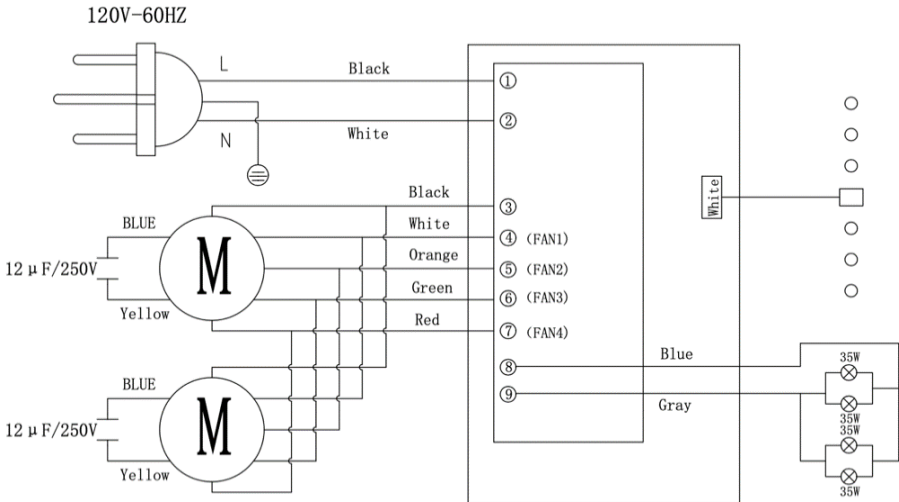 120V-60HZ
L
Black
①
N
White
②
Black
③
White
④ (FAN1)
Orange
⑤ (FAN2)
Green
⑥ (FAN3)
Red
⑦ (FAN4)
White
BLUE
M
12μF/250V
Yellow
⑧
Blue
⑨
Gray
35W
35W
35W
35W
BLUE
M
12μF/250V
Yellow